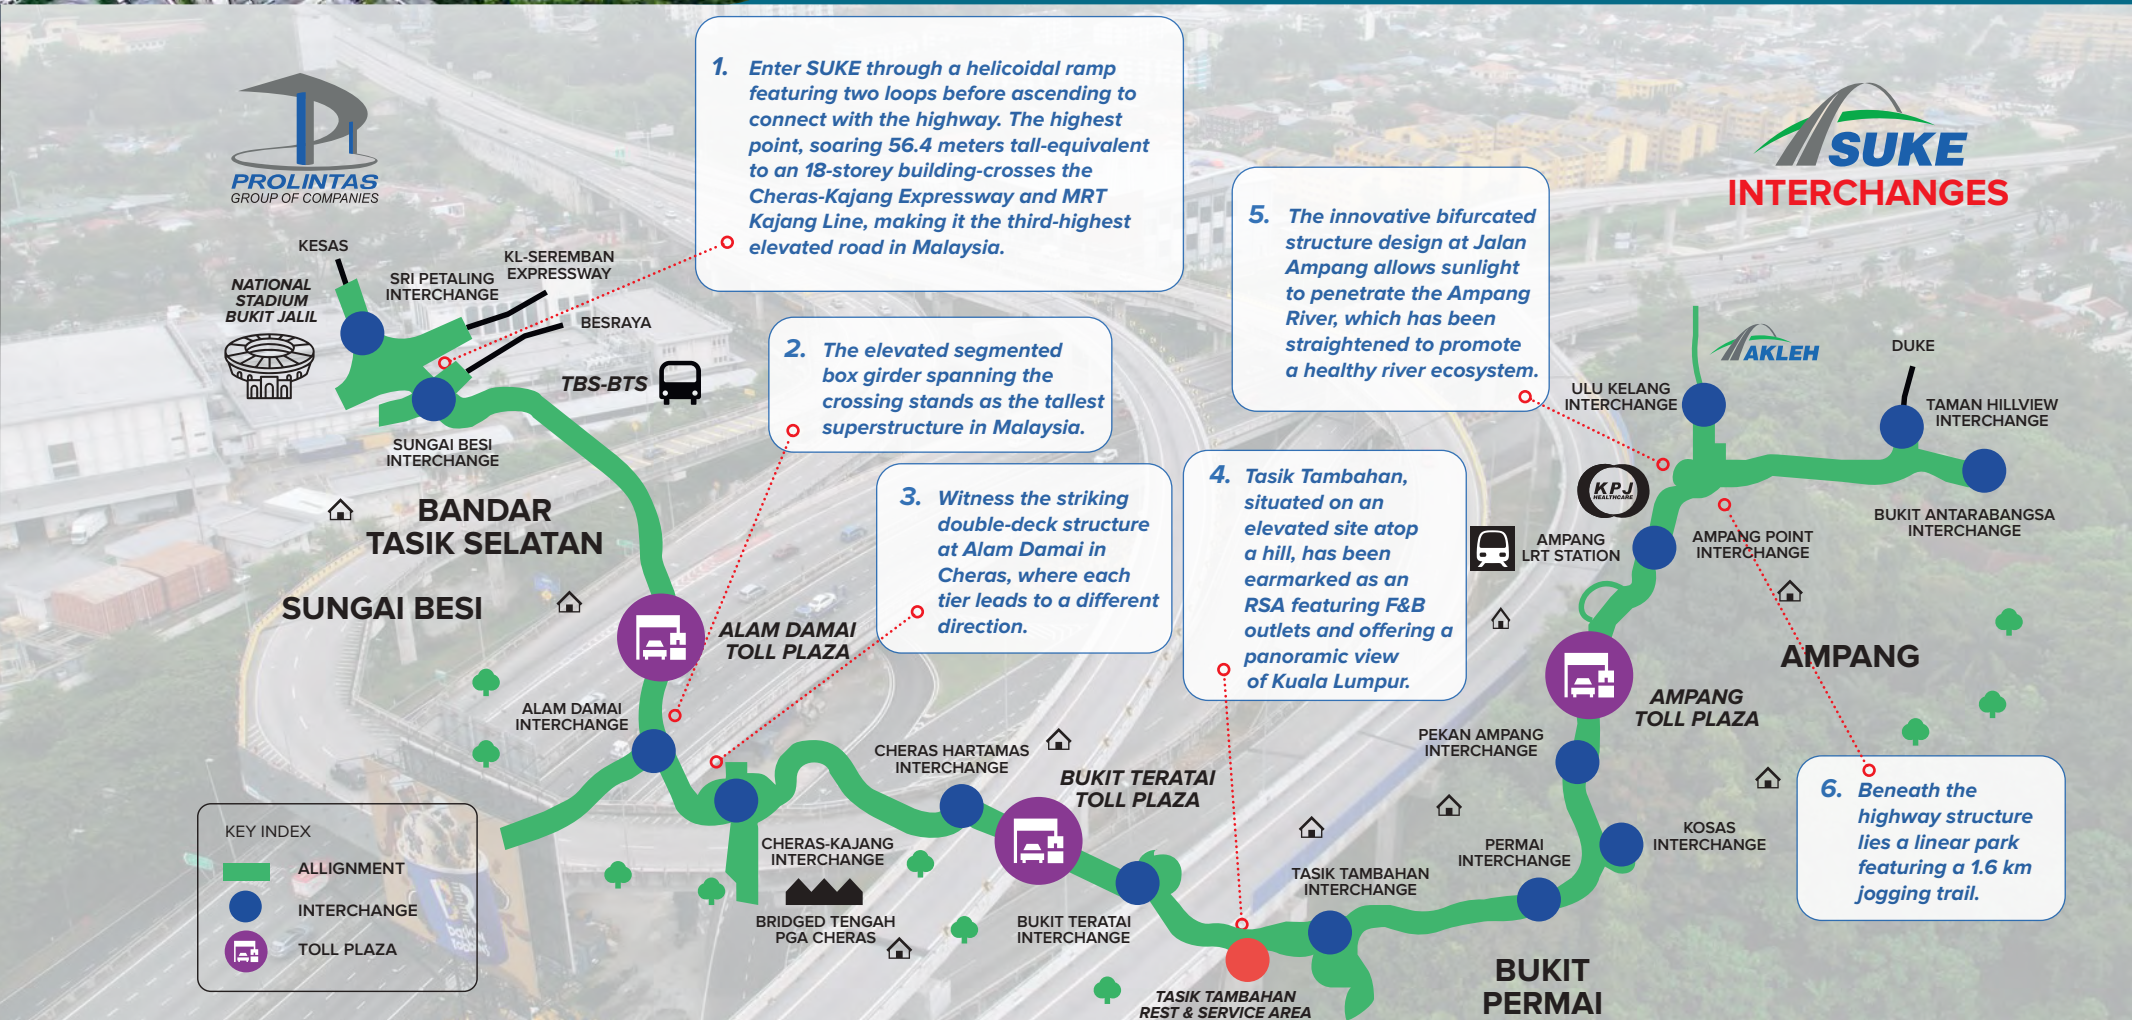 PROLINTAS
GROUP OF COMPANIES
1. Enter SUKE through a helicoidal ramp
featuring two loops before ascending to
connect with the highway. The highest
point, soaring 56.4 meters tall-equivalent
to an 18-storey building-crosses the
Cheras-Kajang Expressway and MRT
Kajang Line, making it the third-highest
elevated road in Malaysia.
SUKE
INTERCHANGES
5. The innovative bifurcated
structure design at Jalan
Ampang allows sunlight
to penetrate the Ampang
River, which has been
straightened to promote
a healthy river ecosystem.
KESAS
NATIONAL
STADIUM
BUKIT JALIL
SRI PETALING
INTERCHANGE
KL-SEREMBAN
EXPRESSWAY
BESRAYA
TBS-BTS
SUNGAI BESI
INTERCHANGE
2. The elevated segmented
box girder spanning the
crossing stands as the tallest
superstructure in Malaysia.
AKLEH
DUKE
ULU KELANG
INTERCHANGE
TAMAN HILLVIEW
INTERCHANGE
BANDAR
TASIK SELATAN
SUNGAI BESI
3. Witness the striking
double-deck structure
at Alam Damai in
Cheras, where each
tier leads to a different
direction.
4. Tasik Tambahan,
situated on an
elevated site atop
a hill, has been
earmarked as an
RSA featuring F&B
outlets and offering a
panoramic view
of Kuala Lumpur.
KPJ
HEALTHCARE
AMPANG
LRT STATION
AMPANG POINT
INTERCHANGE
BUKIT ANTARABANGSA
INTERCHANGE
ALAM DAMAI
TOLL PLAZA
AMPANG
AMPANG
TOLL PLAZA
ALAM DAMAI
INTERCHANGE
CHERAS HARTAMAS
INTERCHANGE
BUKIT TERATAI
TOLL PLAZA
PEKAN AMPANG
INTERCHANGE
6. Beneath the
highway structure
lies a linear park
featuring a 1.6 km
jogging trail.
KEY INDEX
ALLIGNMENT
INTERCHANGE
TOLL PLAZA
CHERAS-KAJANG
INTERCHANGE
BRIDGED TENGAH
PGA CHERAS
BUKIT TERATAI
INTERCHANGE
TASIK TAMBAHAN
INTERCHANGE
PERMAI
INTERCHANGE
KOSAS
INTERCHANGE
TASIK TAMBAHAN
REST & SERVICE AREA
BUKIT
PERMAI
baskin
robbins